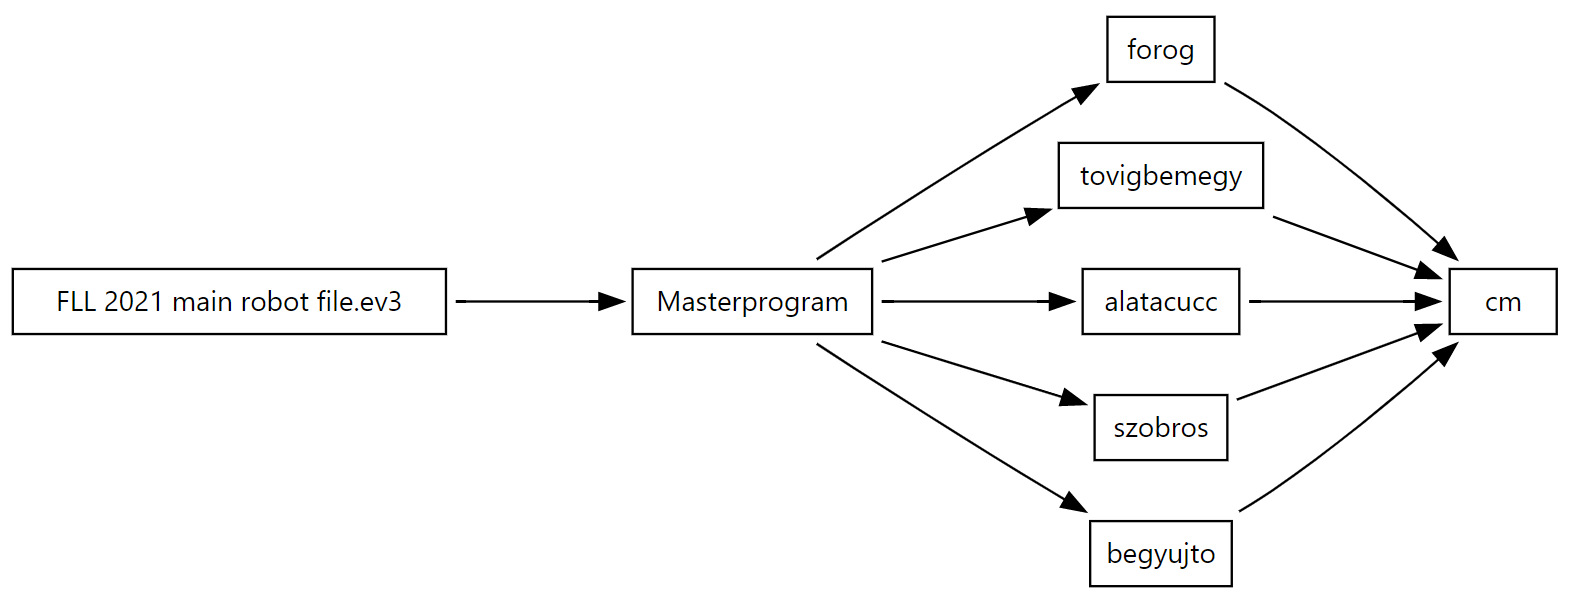 FLL 2021 main robot file.ev3
Masterprogram
forog
tovigbemegy
alatacucc
szobros
begyujto
cm